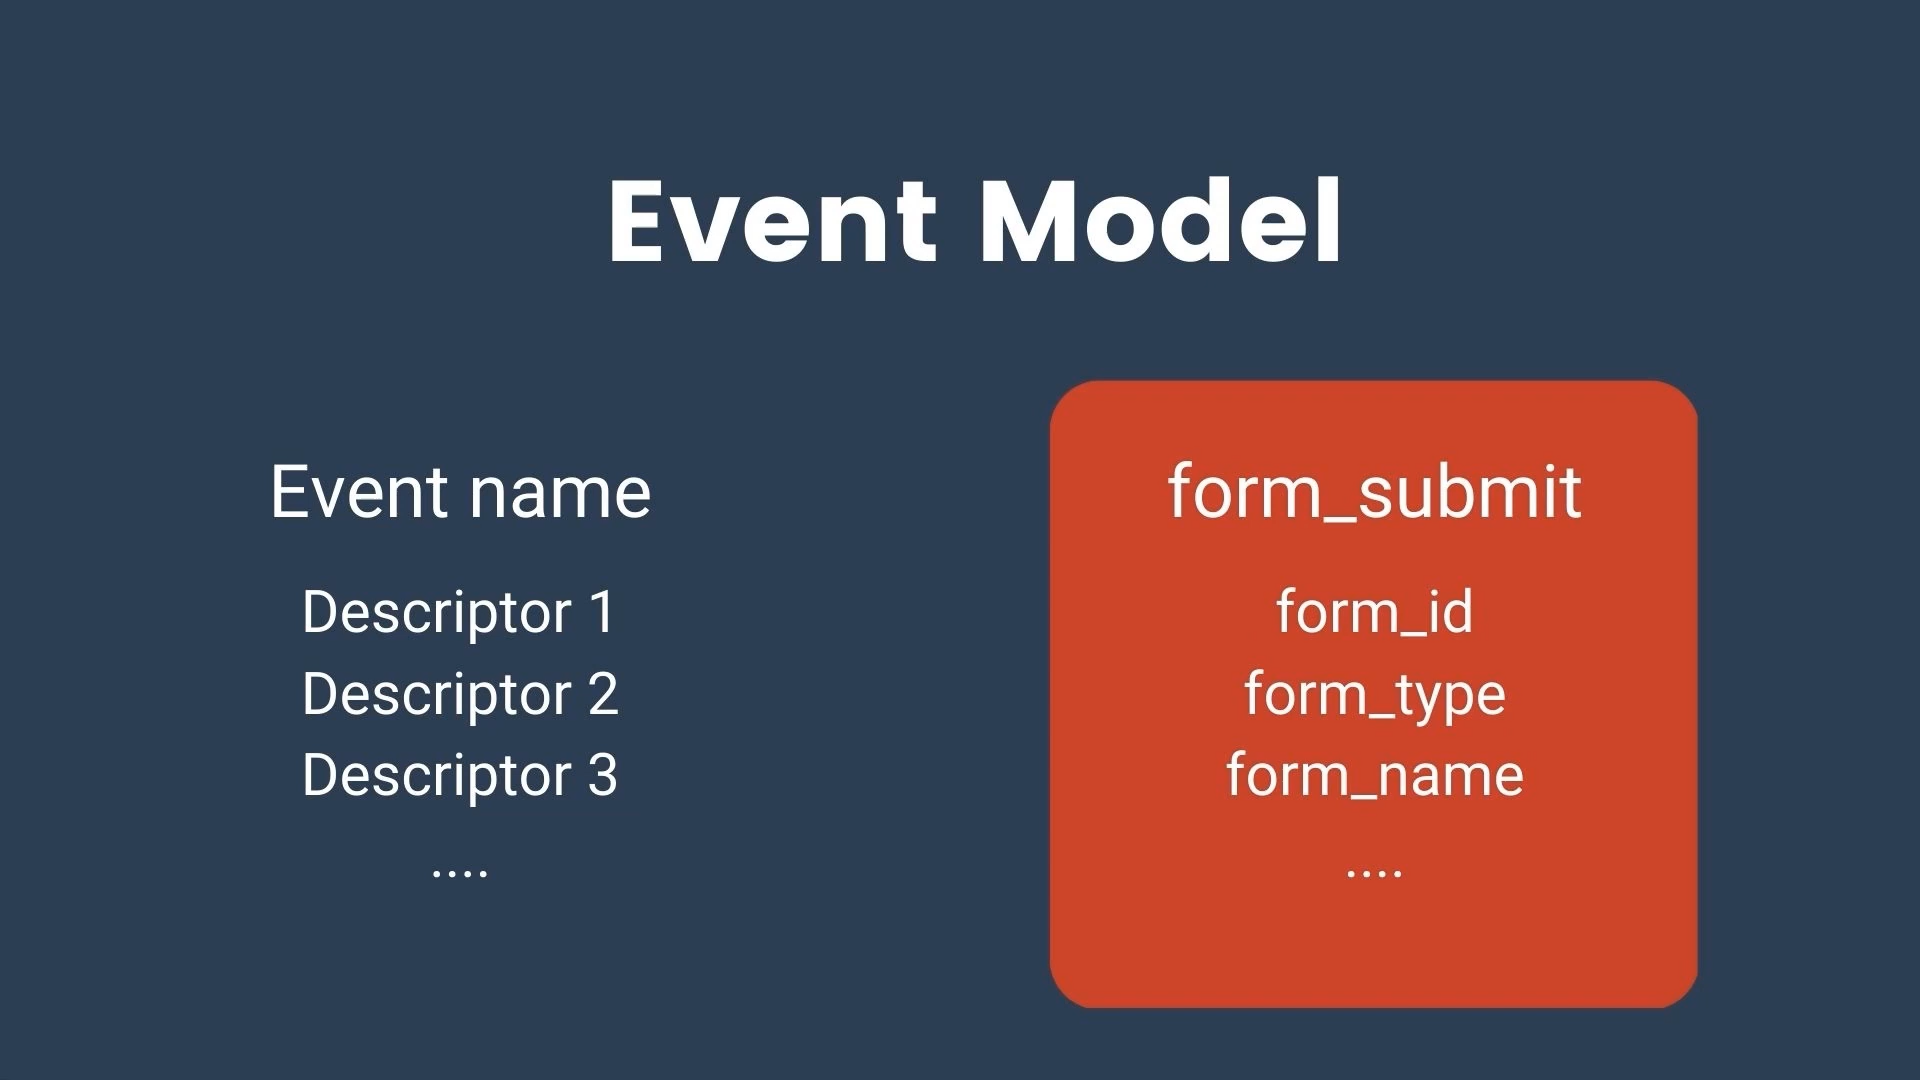 Event Model
Event name
Descriptor 1
Descriptor 2
Descriptor 3
....
form_submit
form_id
form_type
form_name
....